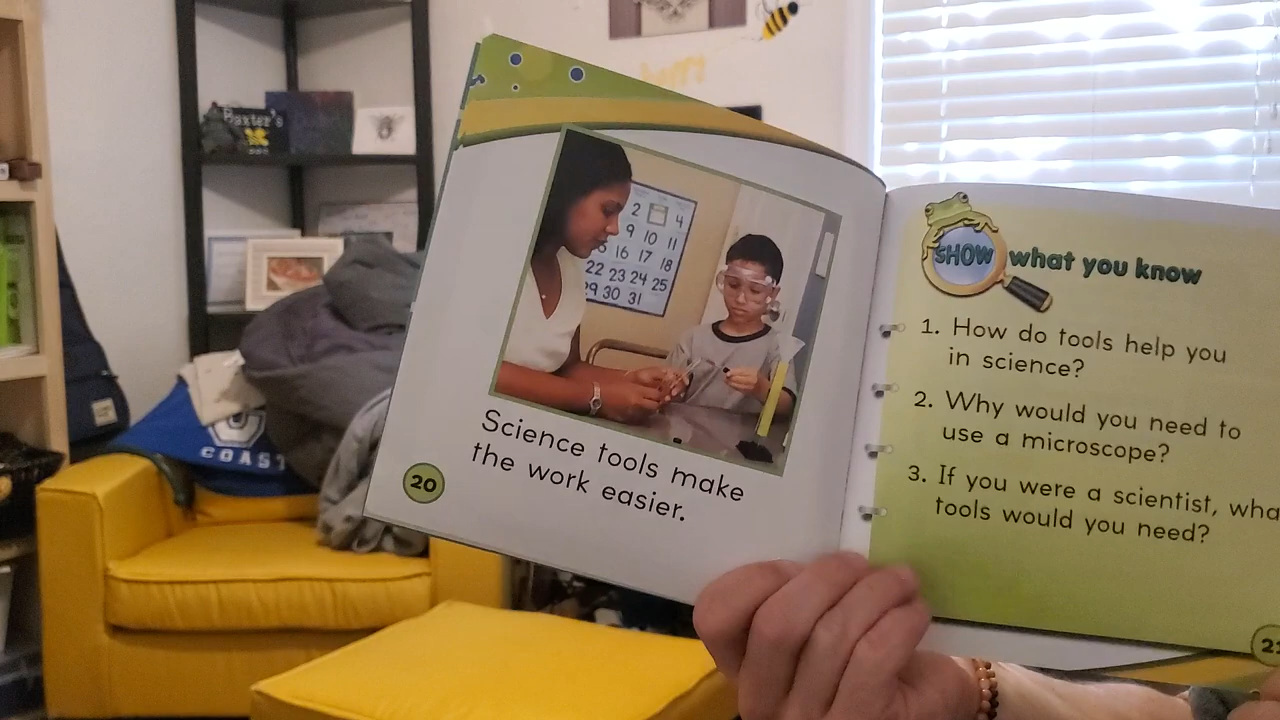 Baxter's
happy
COAST
2 4
9 10 11
16 17 18
22 23 24 25
29 30 31
Science tools make
the work easier.
20
SHOW what you know
1. How do tools help you
in science?
2. Why would you need to
use a microscope?
3. If you were a scientist, wha
tools would you need?